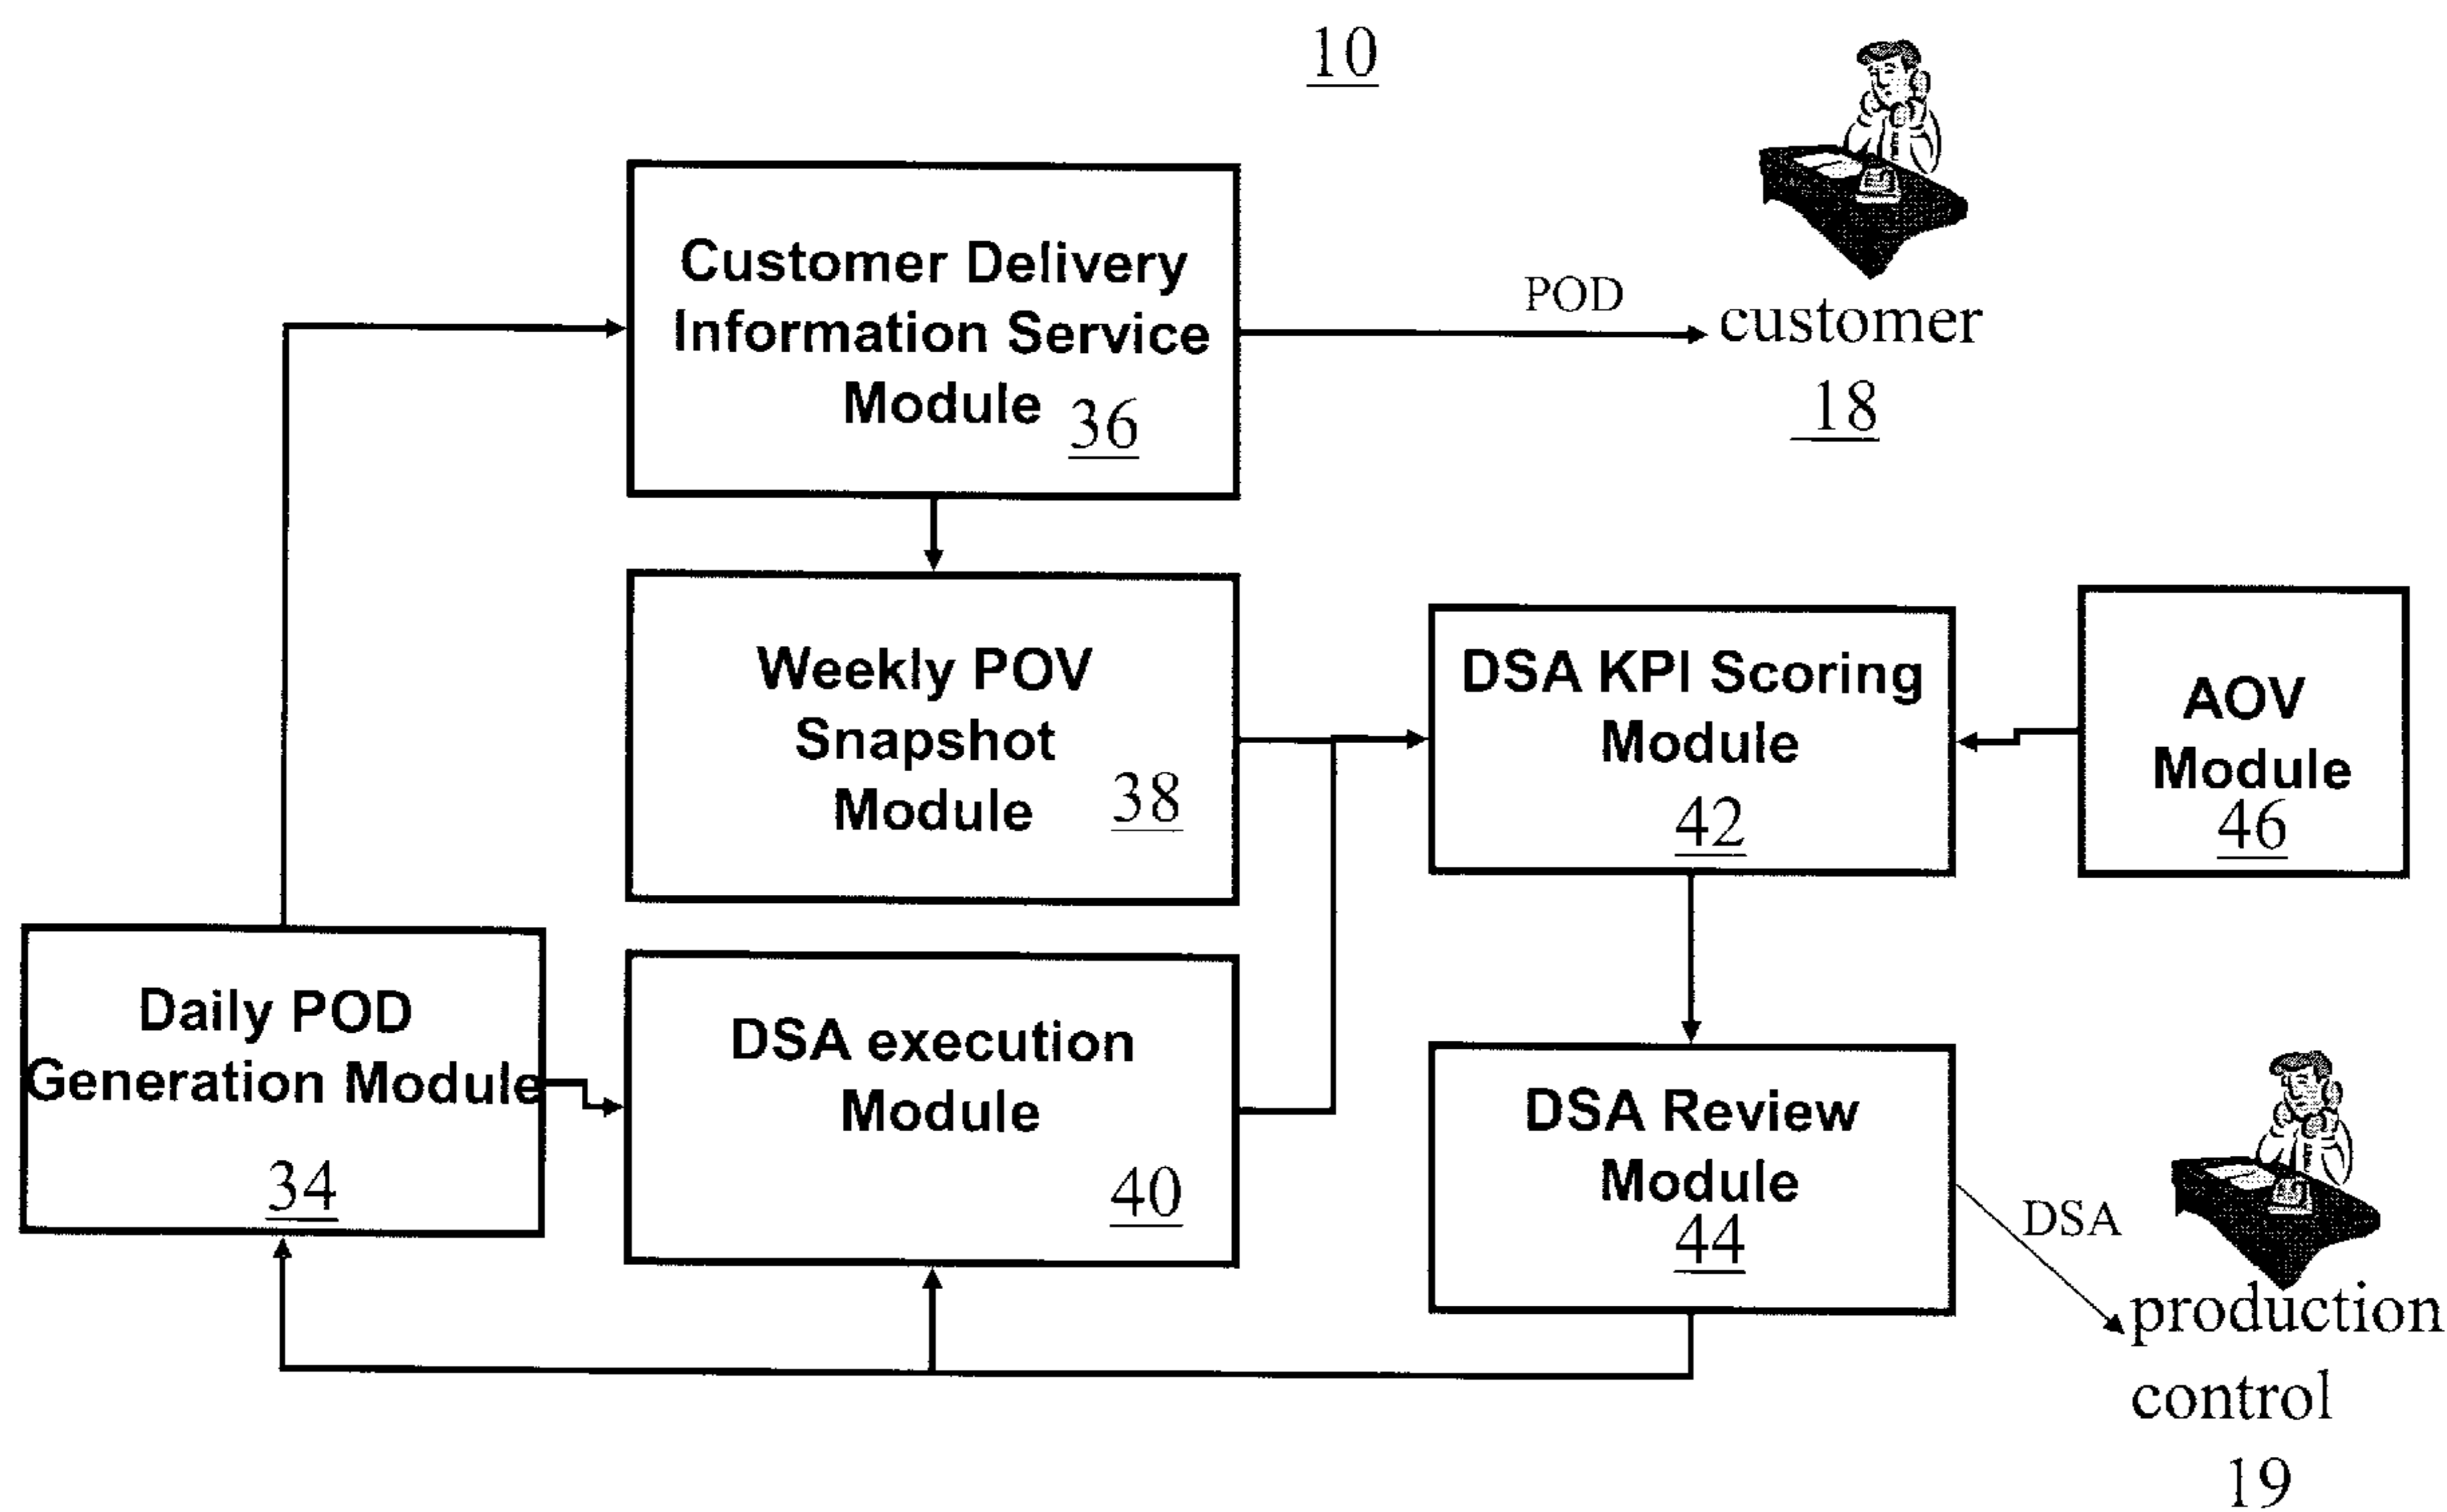 10
Customer Delivery
Information Service
Module 36
POD
customer
18
Weekly POV
Snapshot
Module 38
DSA KPI Scoring
Module
42
AOV
Module
46
Daily POD
Generation Module
34
DSA execution
Module
40
DSA Review
Module
44
DSA
production
control
19